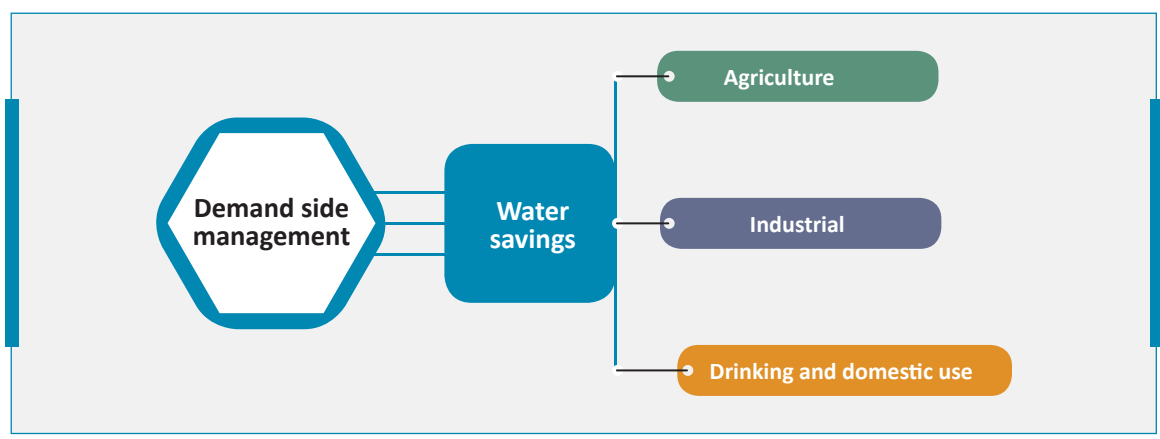 Demand side
management
Water
savings
Agriculture
Industrial
Drinking and domestic use